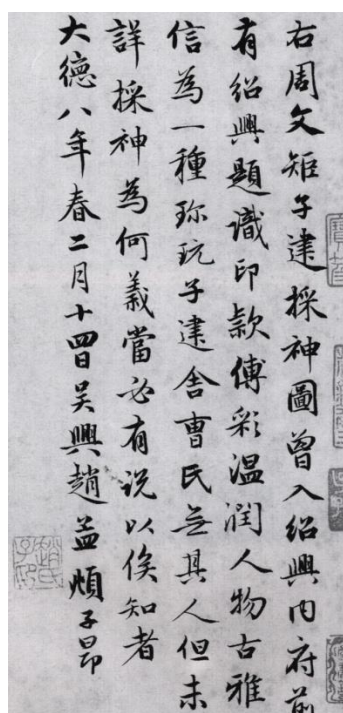 右周文矩子建採神圖曾入紹興内府前
有紹興題識印款傅彩溫潤人物古雅
信為一種珎玩子建舍曹民無其人但未
詳採神為何義當必有説以俟知者
大德八年春二月十四日吳興趙孟頫子昂